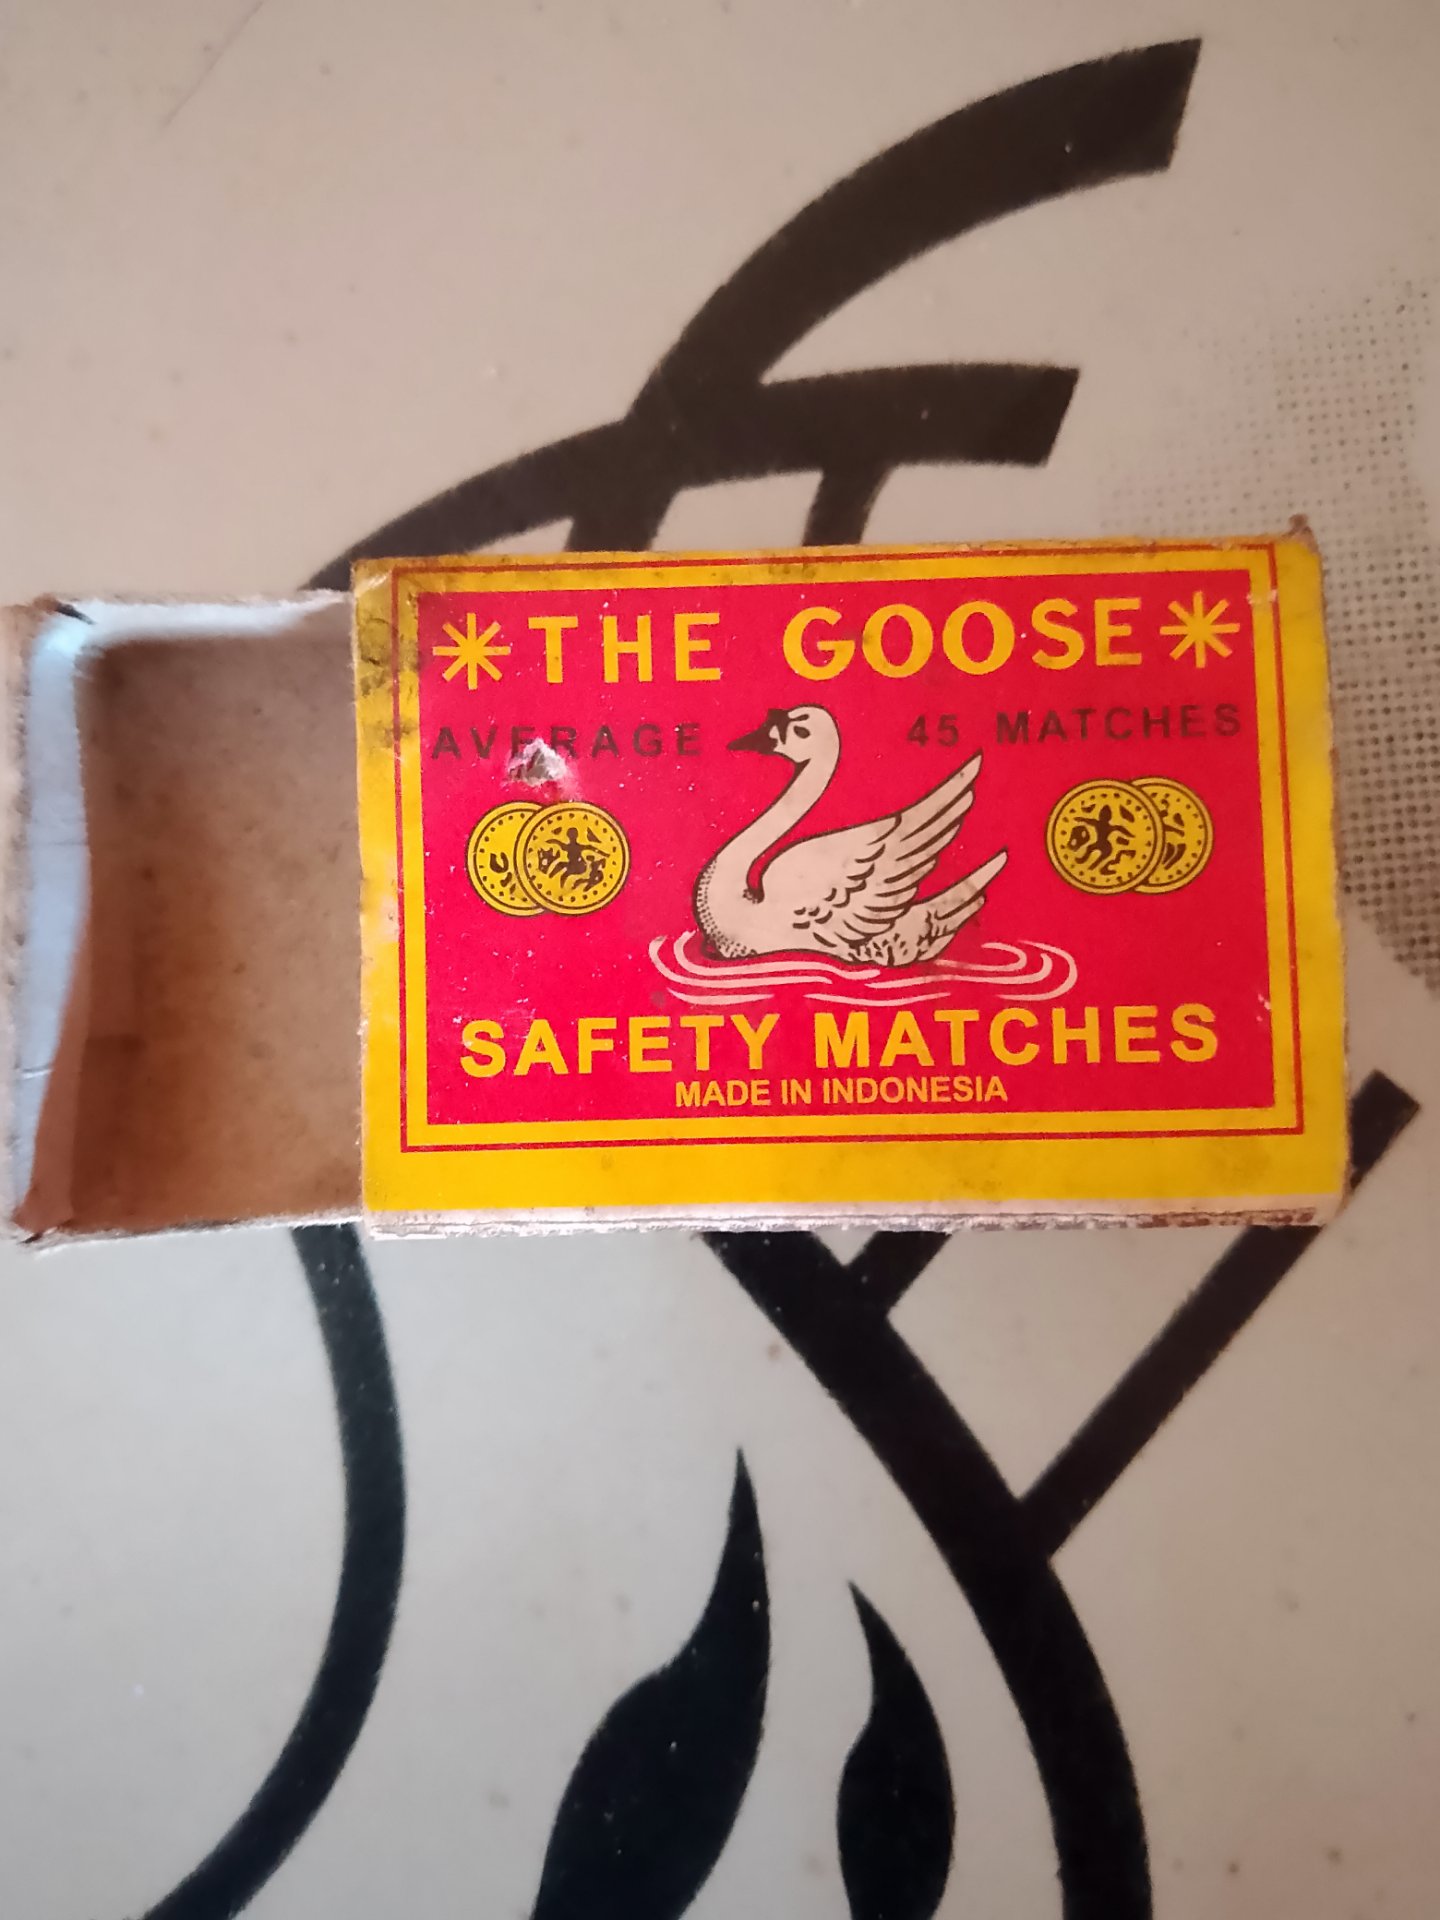 THE GOOSE
AVERAGE 45 MATCHES
SAFETY MATCHES
MADE IN INDONESIA